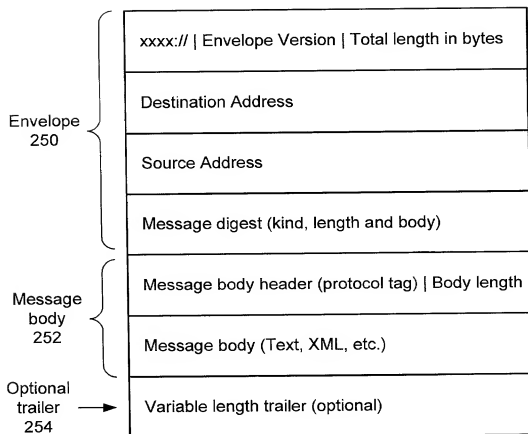 xxxx:// | Envelope Version | Total length in bytes
Destination Address
Envelope
250
Source Address
Message digest (kind, length and body)
Message body header (protocol tag) | Body length
Message
body
252
Message body (Text, XML, etc.)
Optional
trailer
254
Variable length trailer (optional)